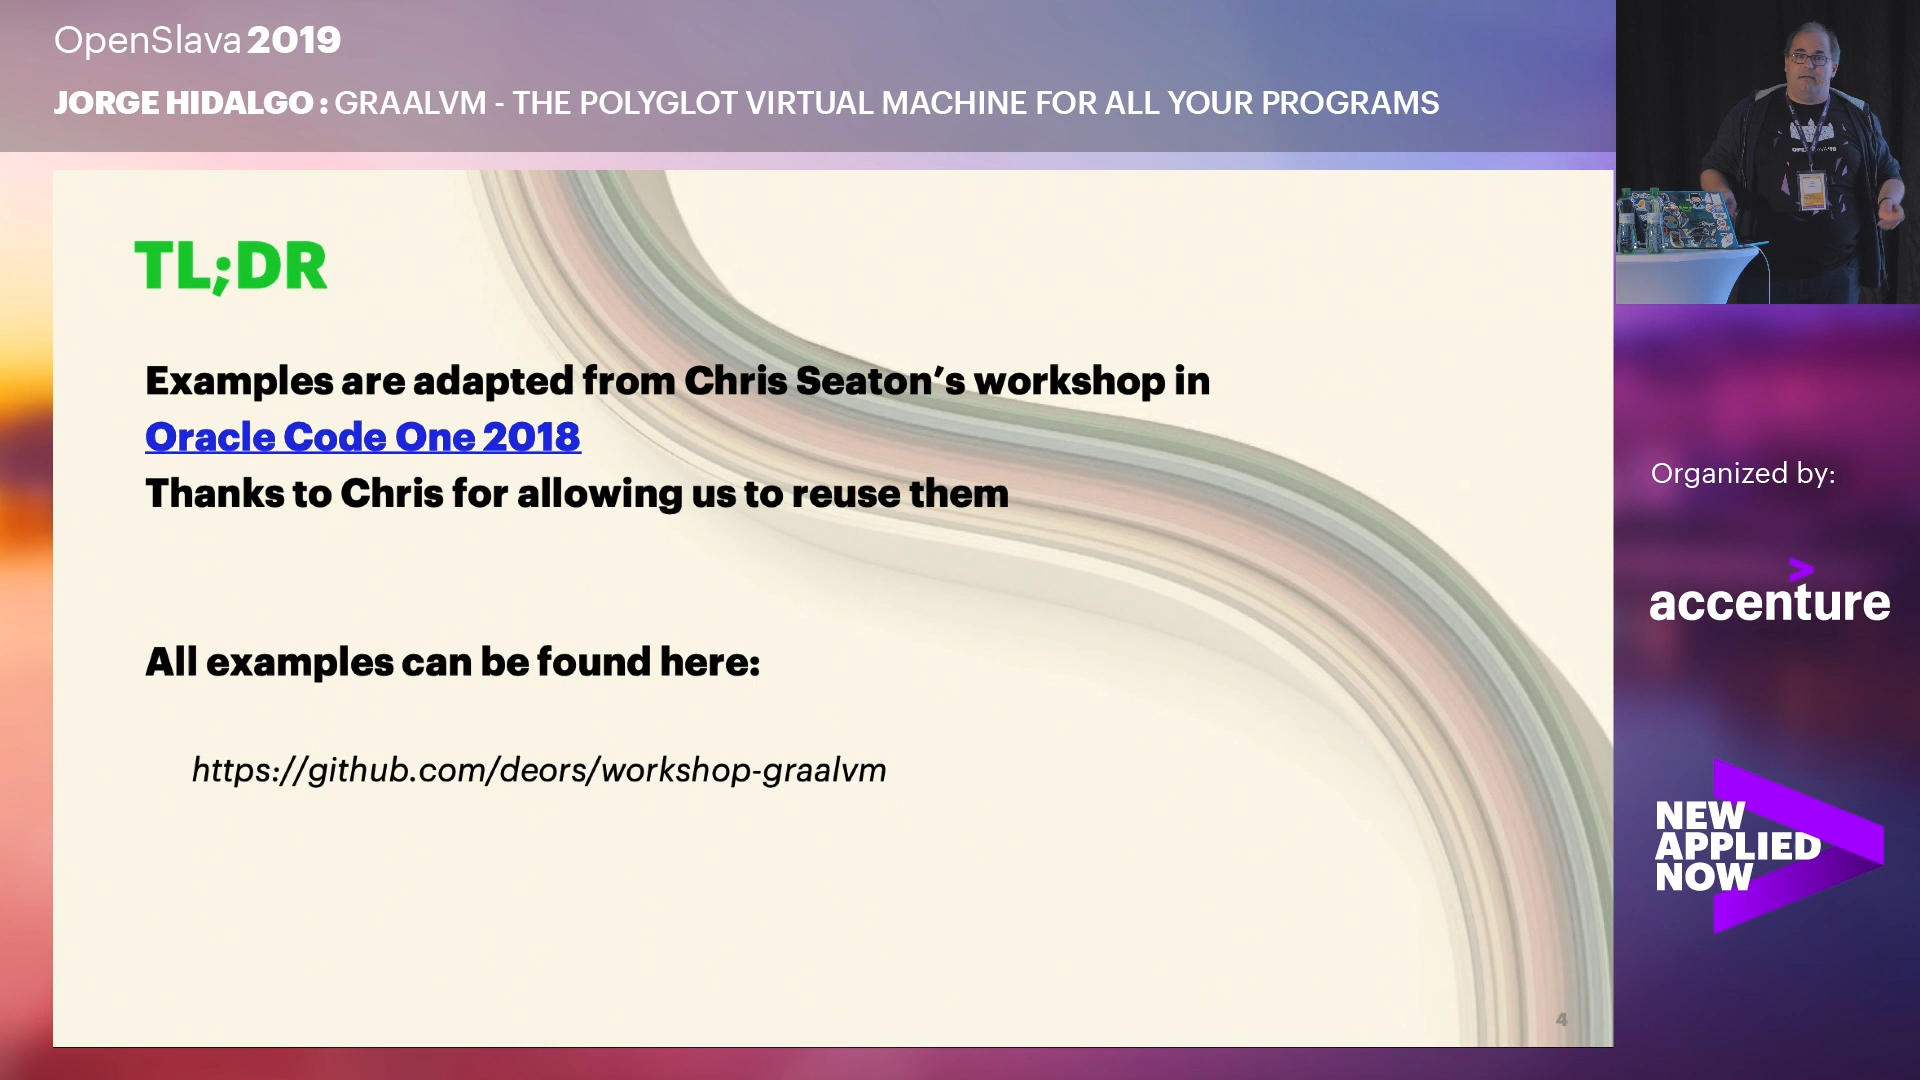 OpenSlava 2019
JORGE HIDALGO : GRAALVM - THE POLYGLOT VIRTUAL MACHINE FOR ALL YOUR PROGRAMS
TL;DR
Examples are adapted from Chris Seaton’s workshop in
Oracle Code One 2018
Thanks to Chris for allowing us to reuse them
All examples can be found here:
https://github.com/deors/workshop-graalvm
4
Organized by:
accenture
NEW
APPLIED
NOW